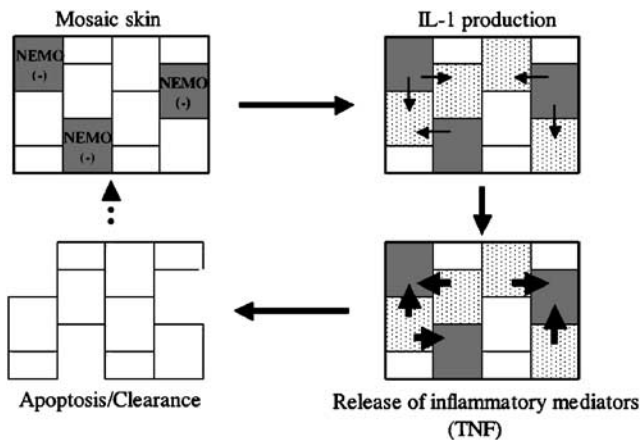 Mosaic skin
IL-1 production
NEMO
(-)
NEMO
(-)
NEMO
(-)
Apoptosis/Clearance
Release of inflammatory mediators
(TNF)